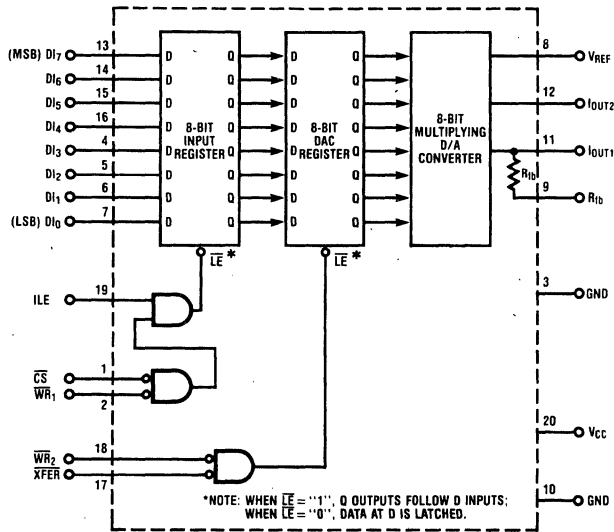 (MSB) DI7 13
DI6 14
DI5 15
DI4 16
DI3 4
DI2 5
DI1 6
(LSB) DI0 7
D Q D Q
D Q D Q
D Q D Q
D Q D Q
D Q D Q
D Q D Q
D Q D Q
D Q D Q
8-BIT
INPUT
REGISTER
8-BIT
DAC
REGISTER
8-BIT
MULTIPLYING
D/A
CONVERTER
8 VREF
12 IOUT2
11 IOUT1
Rfb
9 Rfb
LE *
LE *
ILE 19
3 GND
CS 1
WR1 2
WR2 18
XFER 17
20 VCC
10 GND
*NOTE: WHEN LE = "1", Q OUTPUTS FOLLOW D INPUTS;
WHEN LE = "0", DATA AT D IS LATCHED.